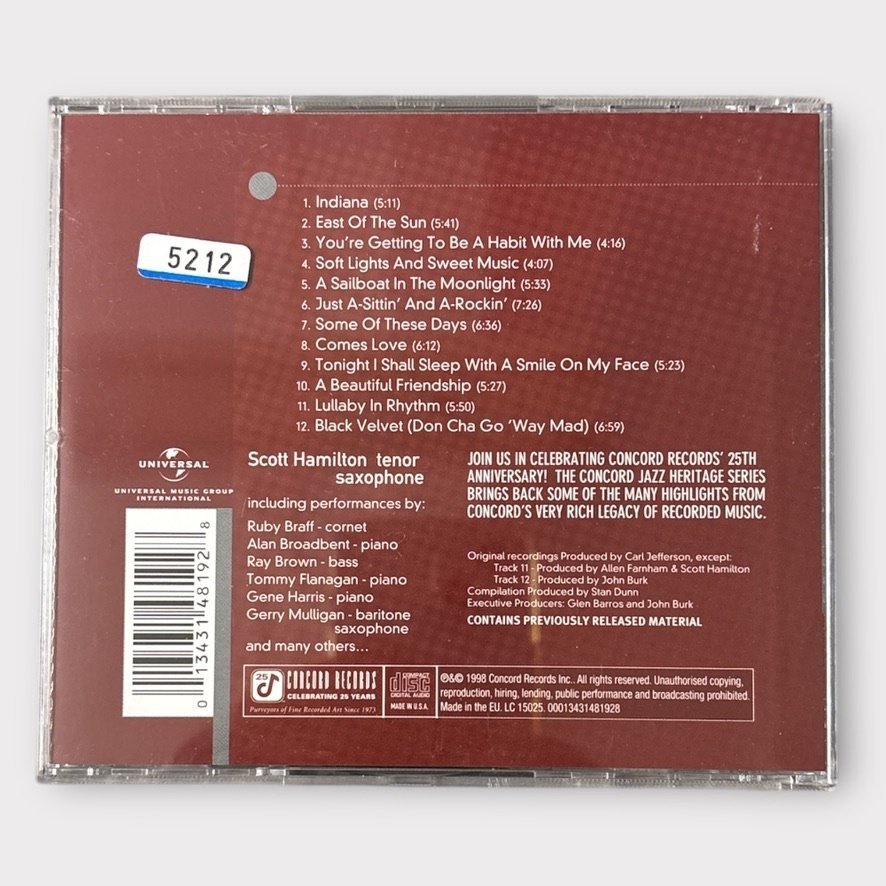 1. Indiana (5:11)
2. East Of The Sun (5:41)
3. You're Getting To Be A Habit With Me (4:16)
4. Soft Lights And Sweet Music (4:07)
5. A Sailboat In The Moonlight (5:33)
6. Just A-Sittin' And A-Rockin' (7:26)
7. Some Of These Days (6:36)
8. Comes Love (6:12)
9. Tonight I Shall Sleep With A Smile On My Face (5:23)
10. A Beautiful Friendship (5:27)
11. Lullaby In Rhythm (5:50)
12. Black Velvet (Don Cha Go 'Way Mad) (6:59)
5212
UNIVERSAL
UNIVERSAL MUSIC GROUP
INTERNATIONAL
0 13431 48192 8
Scott Hamilton tenor
saxophone
including performances by:
Ruby Braff - cornet
Alan Broadbent - piano
Ray Brown - bass
Tommy Flanagan - piano
Gene Harris - piano
Gerry Mulligan - baritone
saxophone
and many others...
JOIN US IN CELEBRATING CONCORD RECORDS' 25TH
ANNIVERSARY! THE CONCORD JAZZ HERITAGE SERIES
BRINGS BACK SOME OF THE MANY HIGHLIGHTS FROM
CONCORD'S VERY RICH LEGACY OF RECORDED MUSIC.
Original recordings Produced by Carl Jefferson, except:
Track 11 - Produced by Allen Farnham & Scott Hamilton
Track 12 - Produced by John Burk
Compilation Produced by Stan Dunn
Executive Producers: Glen Barros and John Burk
CONTAINS PREVIOUSLY RELEASED MATERIAL
25
CONCORD RECORDS
CELEBRATING 25 YEARS
Purveyors of Fine Recorded Art Since 1973
COMPACT
disc
DIGITAL AUDIO
MADE IN U.S.A.
℗&© 1998 Concord Records Inc.. All rights reserved. Unauthorised copying,
reproduction, hiring, lending, public performance and broadcasting prohibited.
Made in the EU. LC 15025. 00013431481928